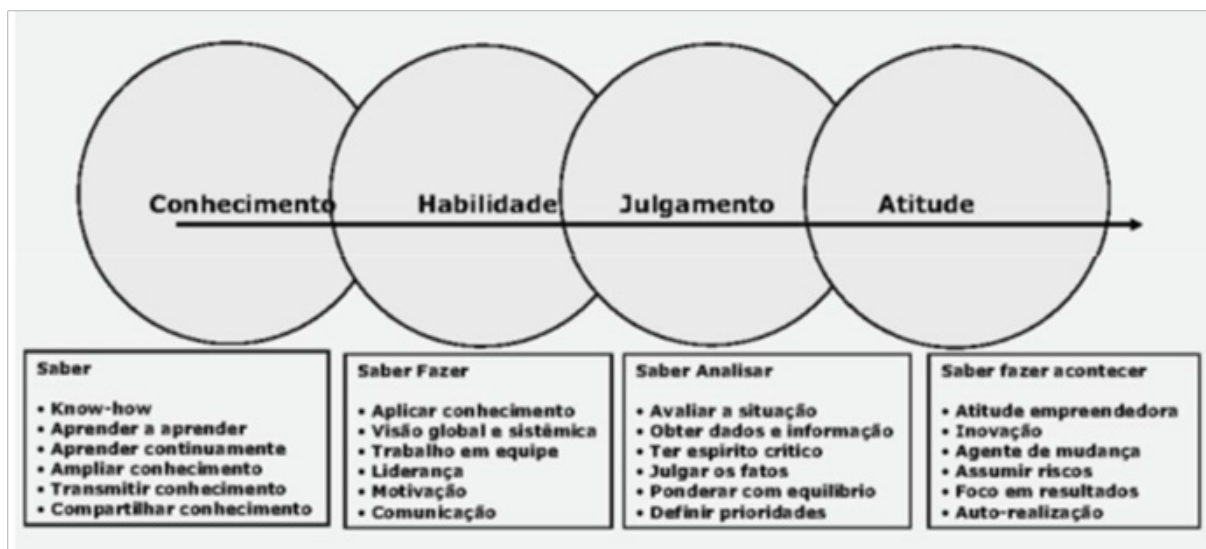 Conhecimento
Habilidade
Julgamento
Atitude
Saber
• Know-how
• Aprender a aprender
• Aprender continuamente
• Ampliar conhecimento
• Transmitir conhecimento
• Compartilhar conhecimento
Saber Fazer
• Aplicar conhecimento
• Visão global e sistêmica
• Trabalho em equipe
• Liderança
• Motivação
• Comunicação
Saber Analisar
• Avaliar a situação
• Obter dados e informação
• Ter espirito critico
• Julgar os fatos
• Ponderar com equilibrio
• Definir prioridades
Saber fazer acontecer
• Atitude empreendedora
• Inovação
• Agente de mudança
• Assumir riscos
• Foco em resultados
• Auto-realização